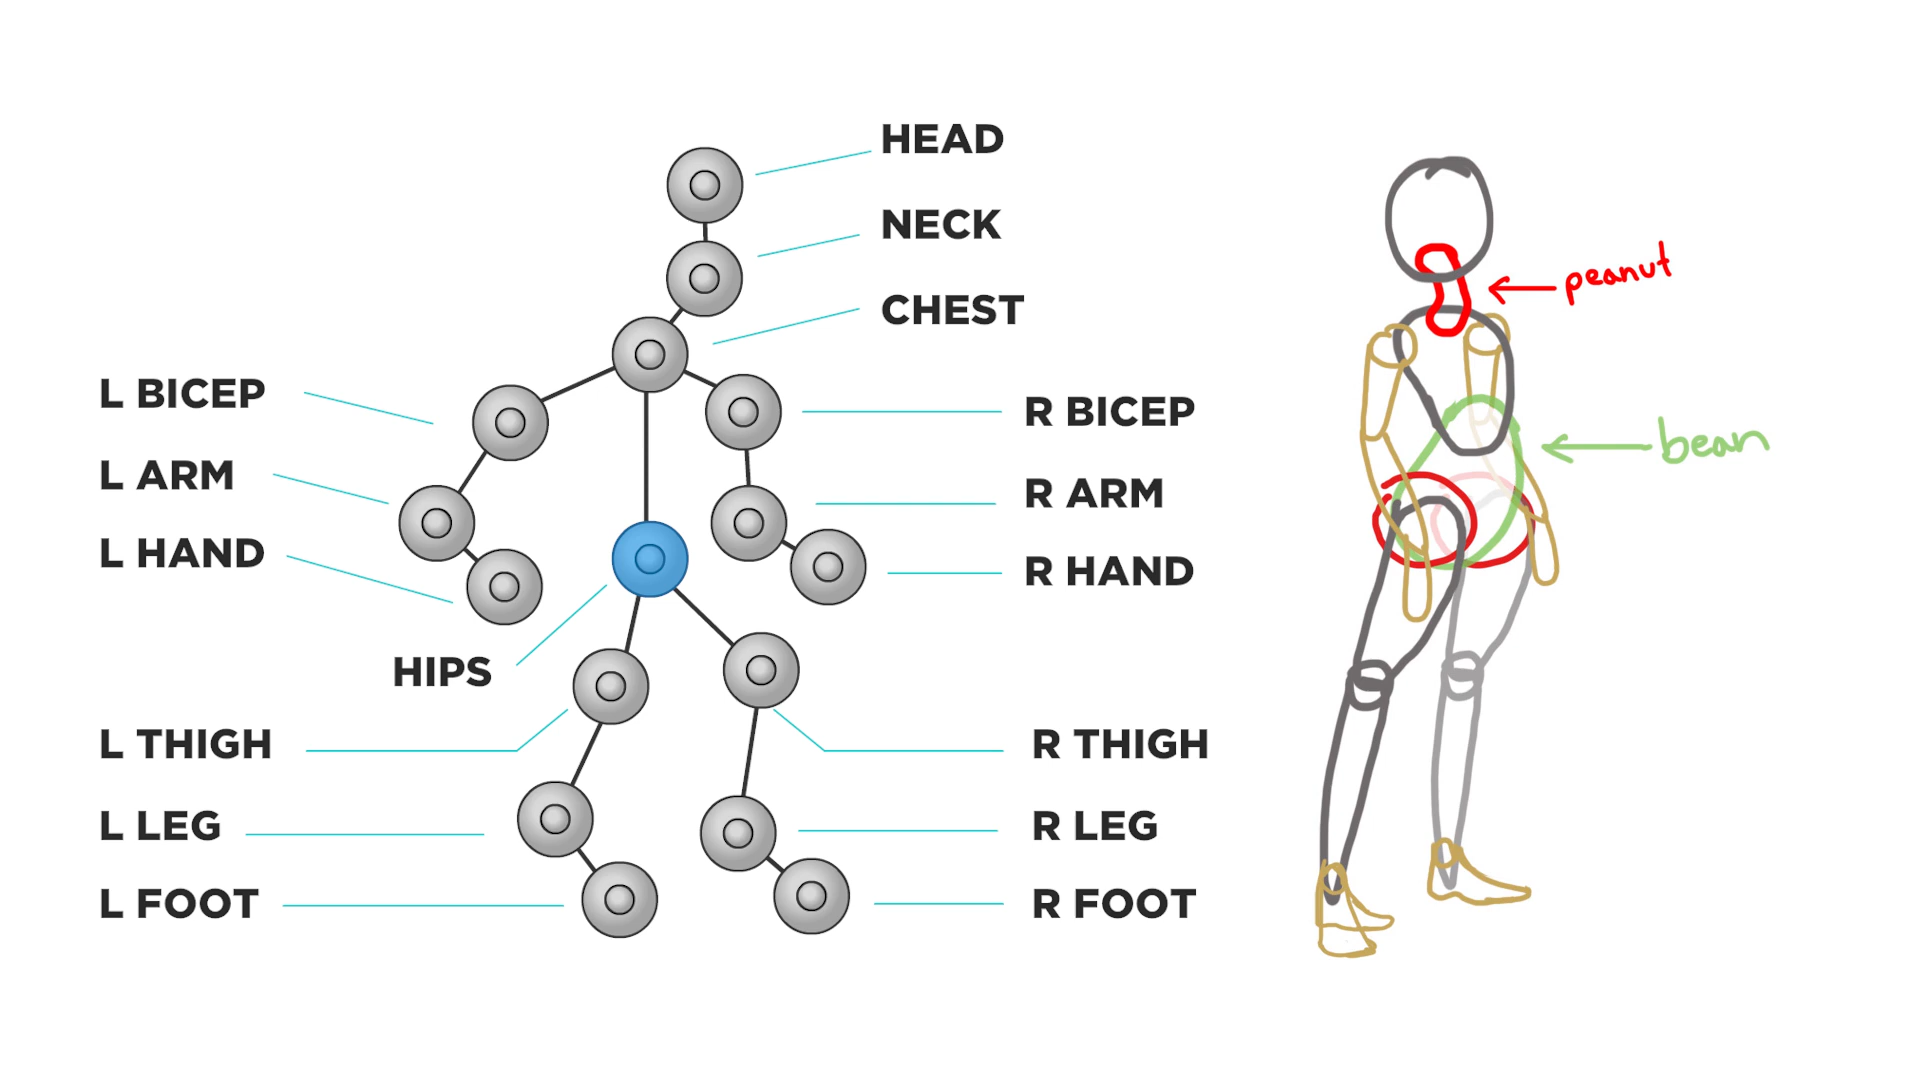 HEAD
NECK
CHEST
L BICEP
L ARM
L HAND
HIPS
L THIGH
L LEG
L FOOT
R BICEP
R ARM
R HAND
R THIGH
R LEG
R FOOT
peanut
bean